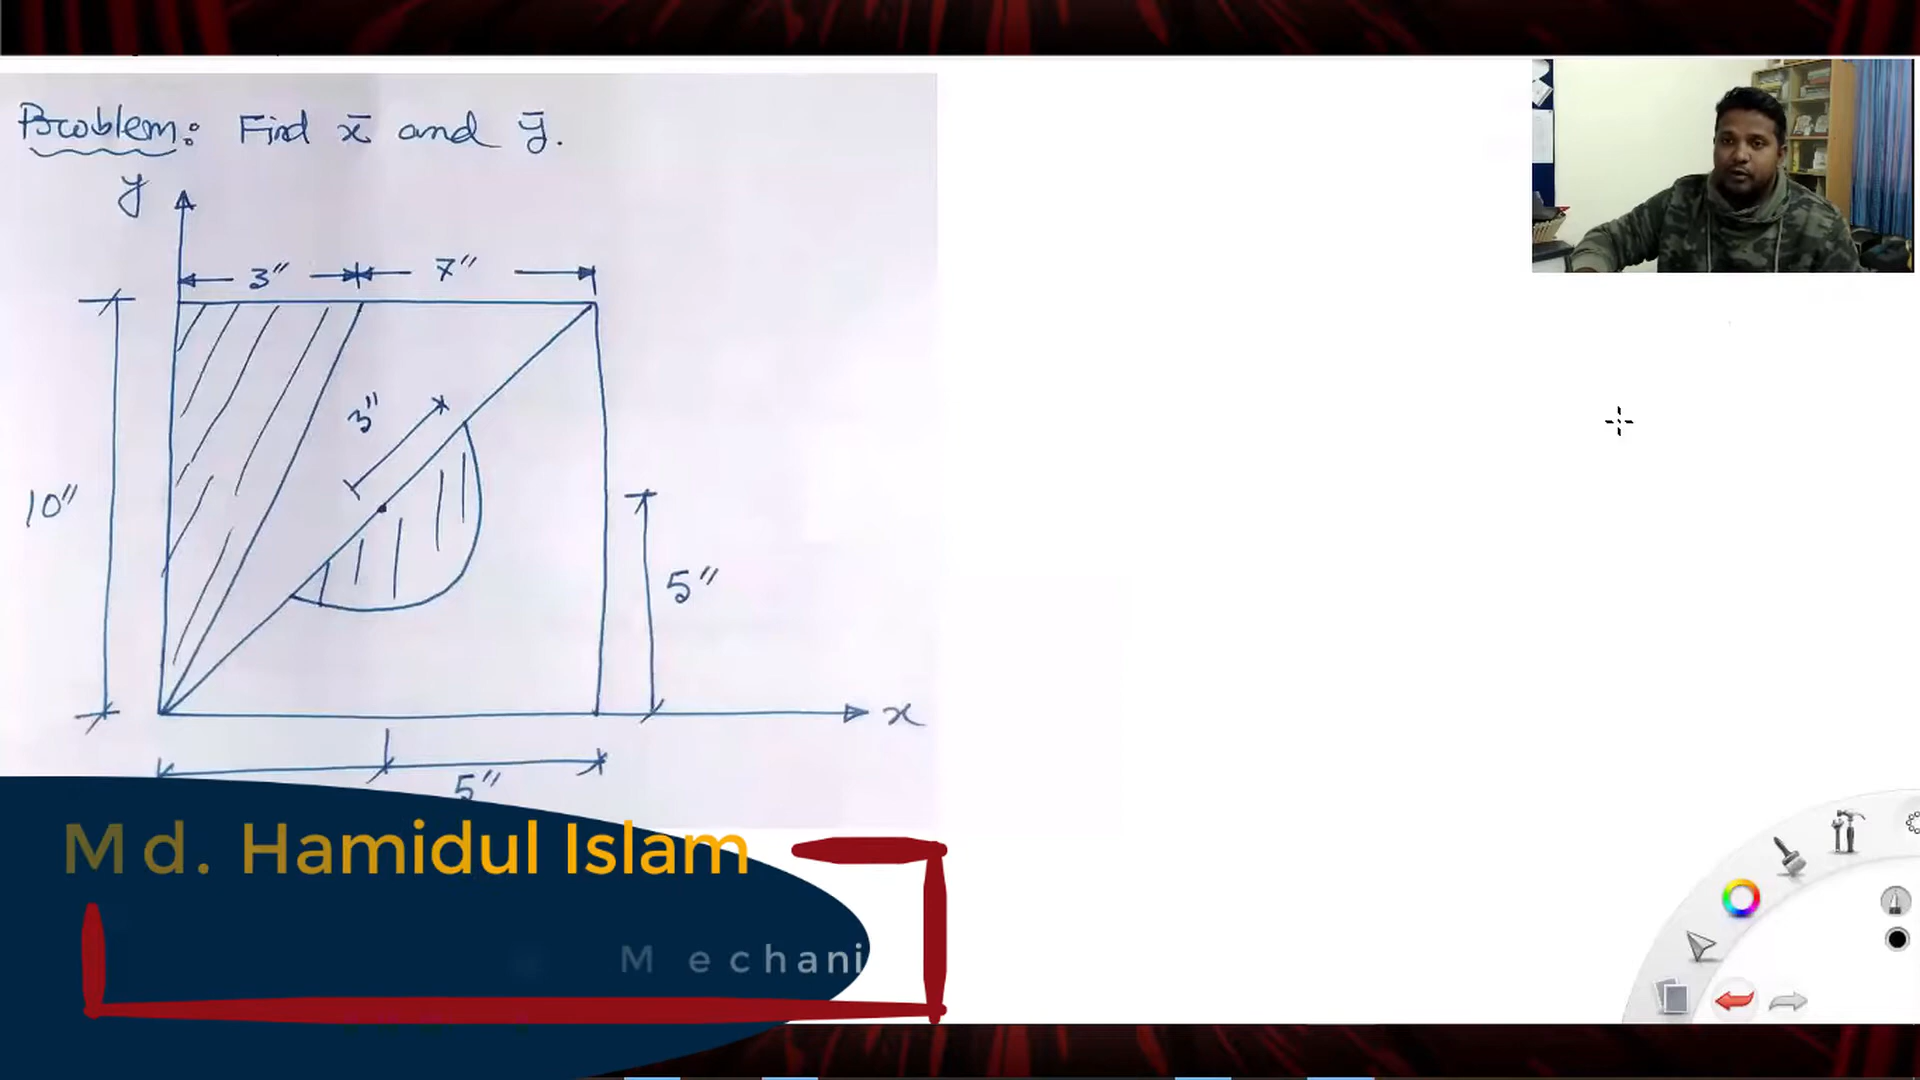 Problem: Find x̄ and ȳ.
y
3" 7"
3"
10"
5"
x
5"
Md. Hamidul Islam
Mechani